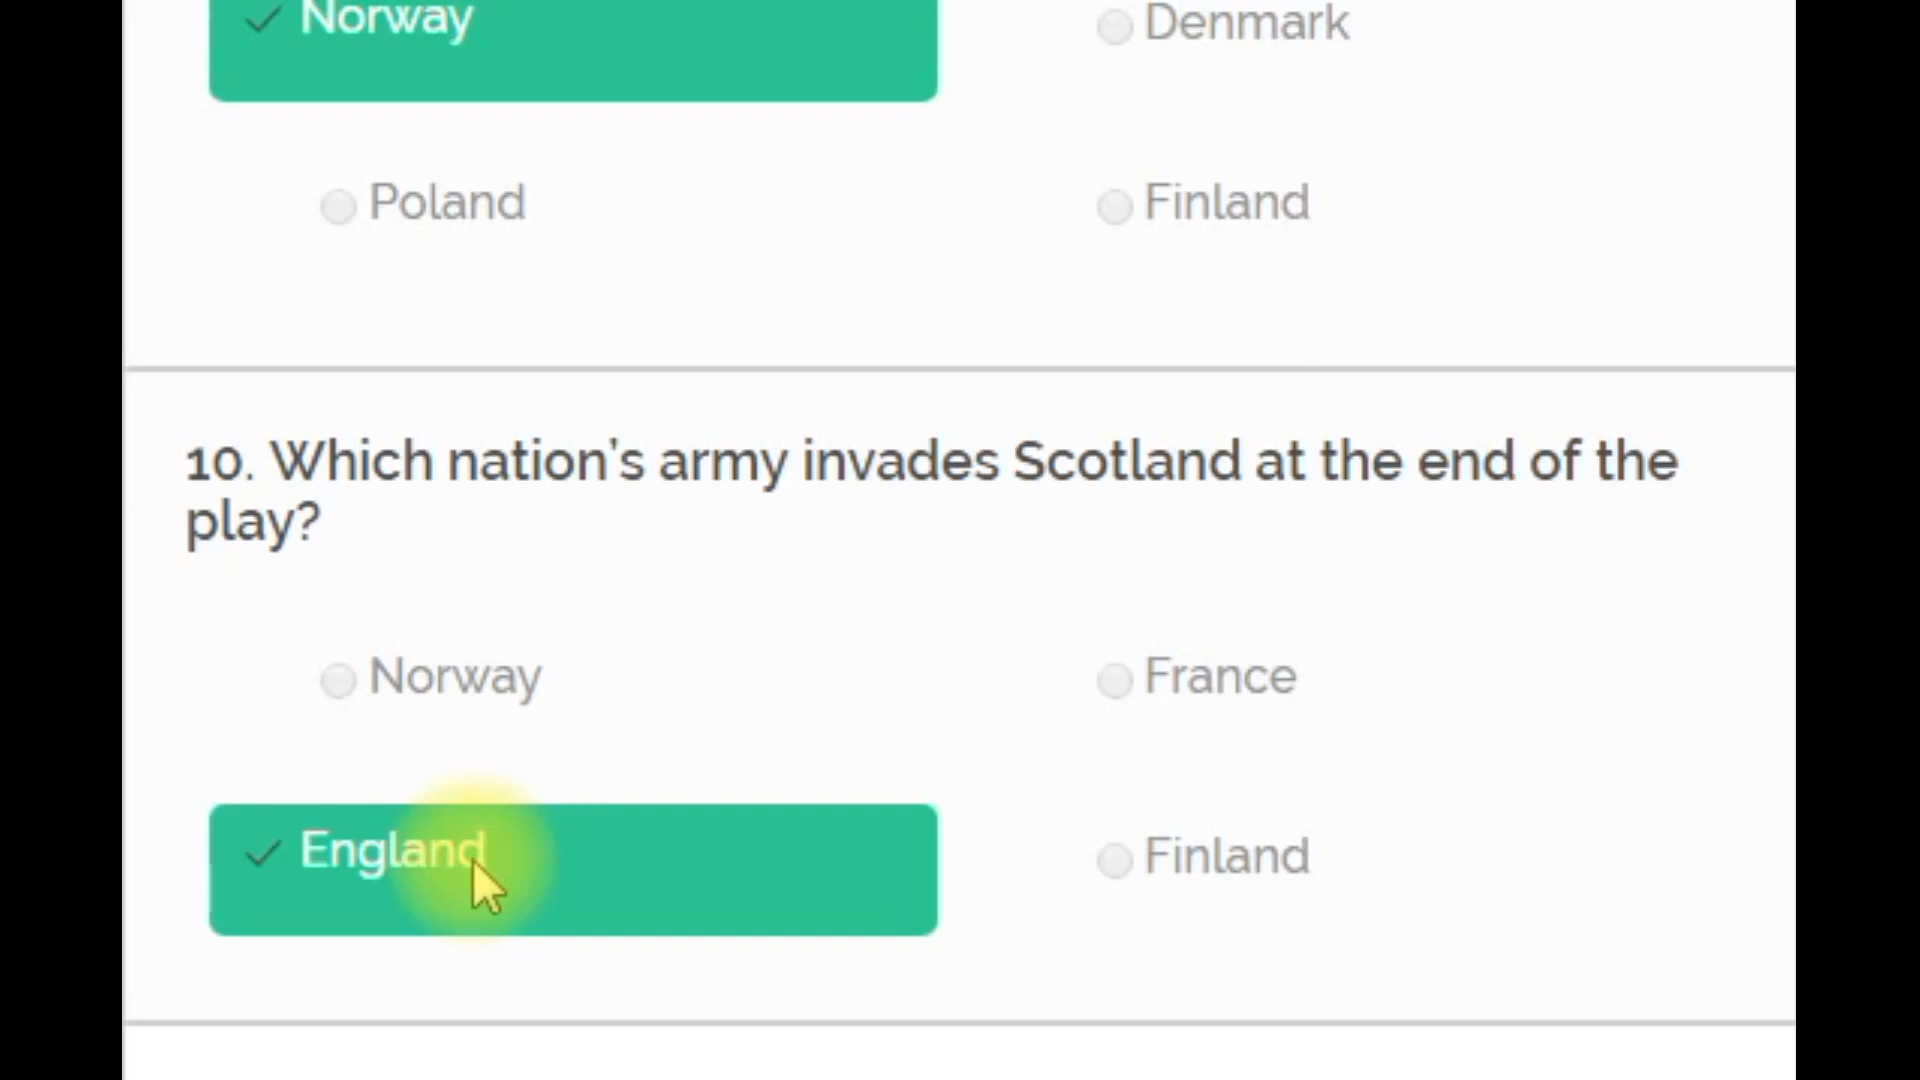 Norway
Denmark
Poland
Finland
10. Which nation's army invades Scotland at the end of the
play?
Norway
France
England
Finland